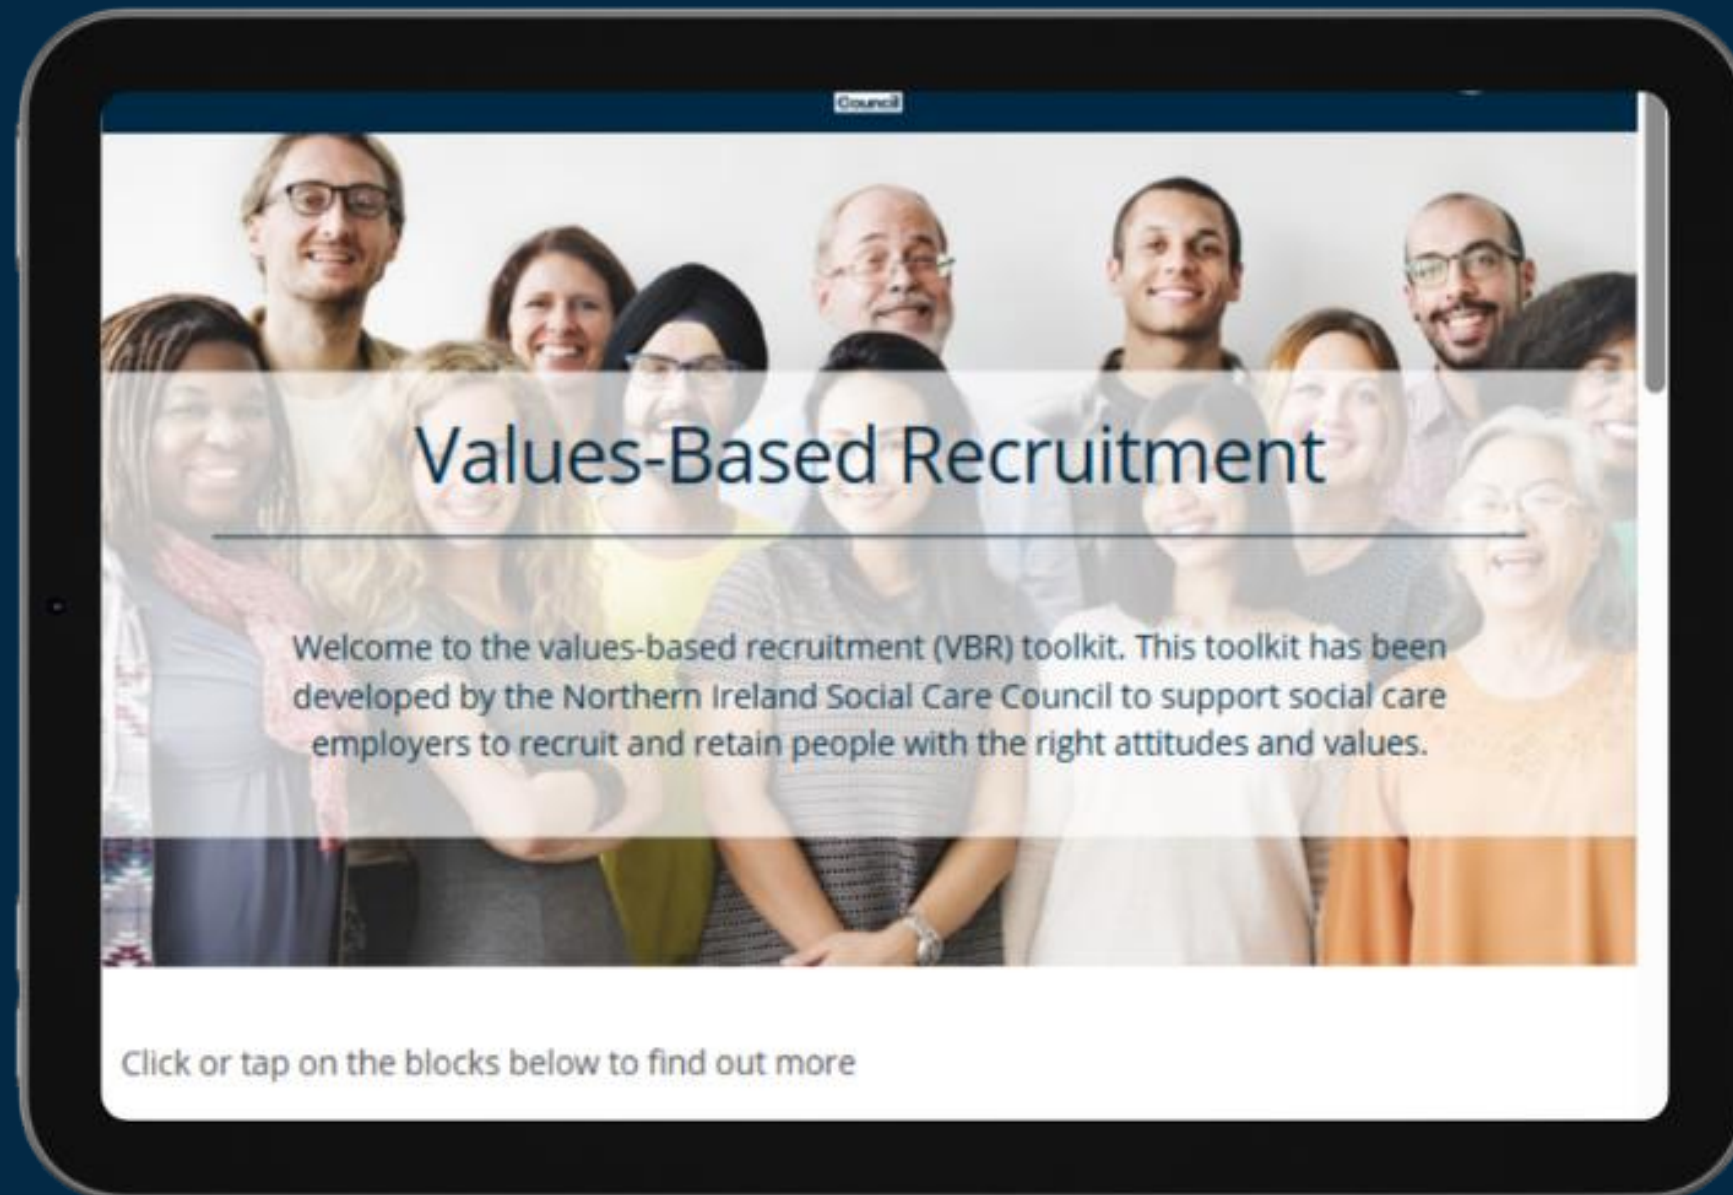 Council
Values-Based Recruitment
Welcome to the values-based recruitment (VBR) toolkit. This toolkit has been
developed by the Northern Ireland Social Care Council to support social care
employers to recruit and retain people with the right attitudes and values.
Click or tap on the blocks below to find out more